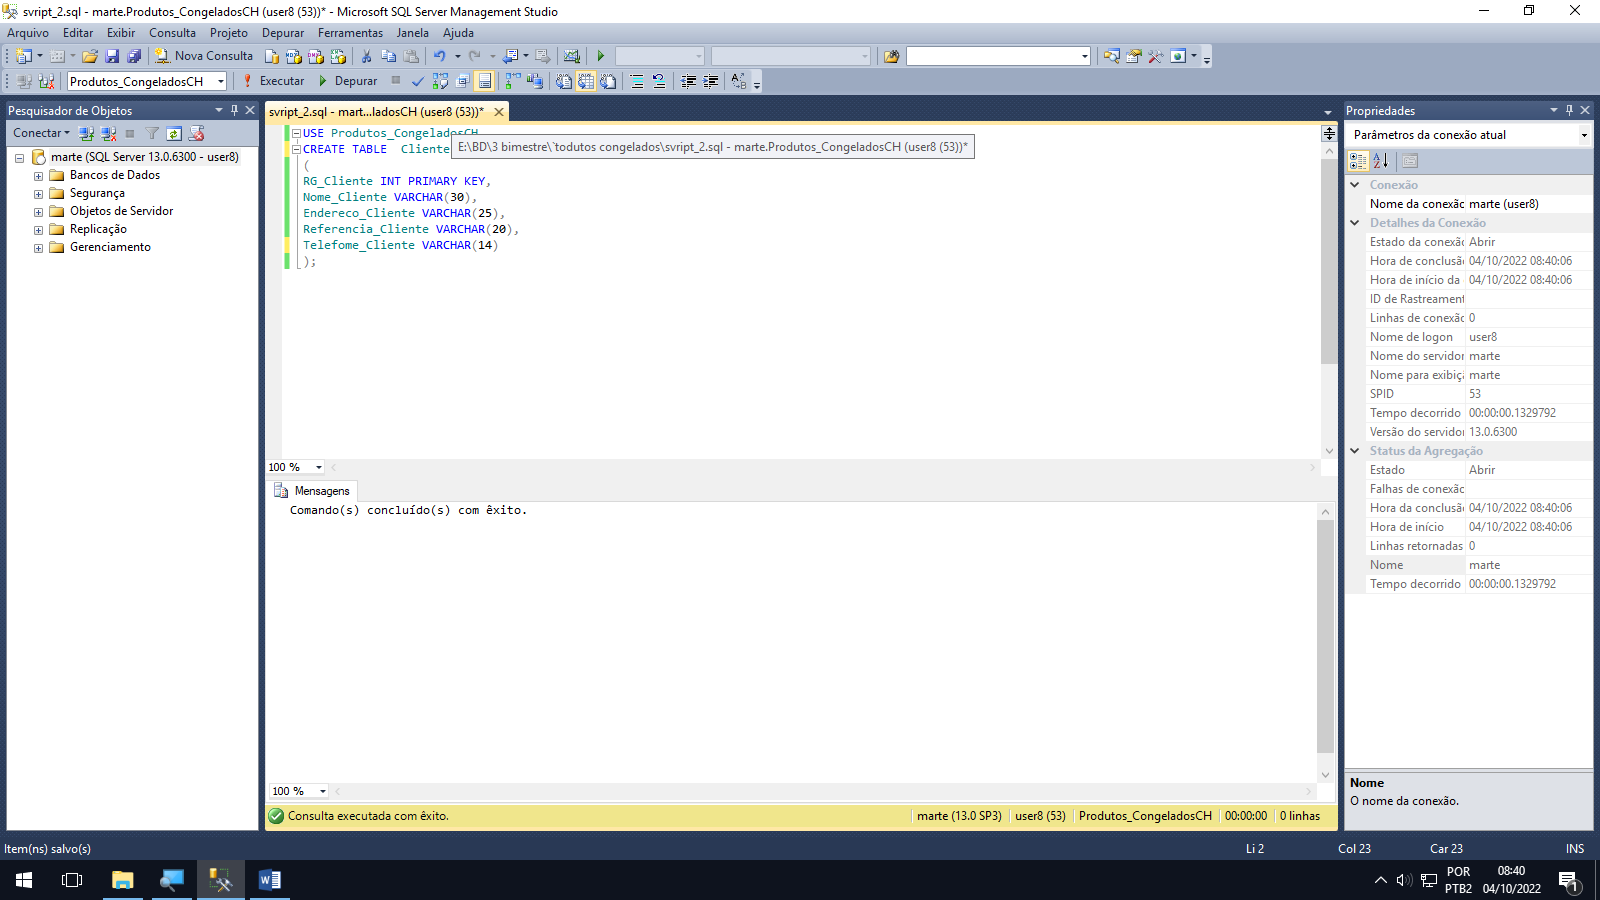 svript_2.sql - marte.Produtos_CongeladosCH (user8 (53))* - Microsoft SQL Server Management Studio
Arquivo Editar Exibir Consulta Projeto Depurar Ferramentas Janela Ajuda
Nova Consulta
Produtos_CongeladosCH Executar Depurar
Pesquisador de Objetos
Conectar
marte (SQL Server 13.0.6300 - user8)
Bancos de Dados
Segurança
Objetos de Servidor
Replicação
Gerenciamento
svript_2.sql - mart...ladosCH (user8 (53))*
USE Produtos_CongeladosCH
CREATE TABLE Cliente
E:\BD\3 bimestre\`todutos congelados\svript_2.sql - marte.Produtos_CongeladosCH (user8 (53))*
(
RG_Cliente INT PRIMARY KEY,
Nome_Cliente VARCHAR(30),
Endereco_Cliente VARCHAR(25),
Referencia_Cliente VARCHAR(20),
Telefome_Cliente VARCHAR(14)
);
100 %
Mensagens
Comando(s) concluído(s) com êxito.
100 %
Consulta executada com êxito.
marte (13.0 SP3) user8 (53) Produtos_CongeladosCH 00:00:00 0 linhas
Propriedades
Parâmetros da conexão atual
Conexão
Nome da conexão marte (user8)
Detalhes da Conexão
Estado da conexão Abrir
Hora de conclusão 04/10/2022 08:40:06
Hora de início da 04/10/2022 08:40:06
ID de Rastreament
Linhas de conexão 0
Nome de logon user8
Nome do servidor marte
Nome para exibiçã marte
SPID 53
Tempo decorrido 00:00:00.1329792
Versão do servidor 13.0.6300
Status da Agregação
Estado Abrir
Falhas de conexão
Hora da conclusão 04/10/2022 08:40:06
Hora de início 04/10/2022 08:40:06
Linhas retornadas 0
Nome marte
Tempo decorrido 00:00:00.1329792
Nome
O nome da conexão.
Item(ns) salvo(s)
Li 2 Col 23 Car 23 INS
POR
PTB2
08:40
04/10/2022
1